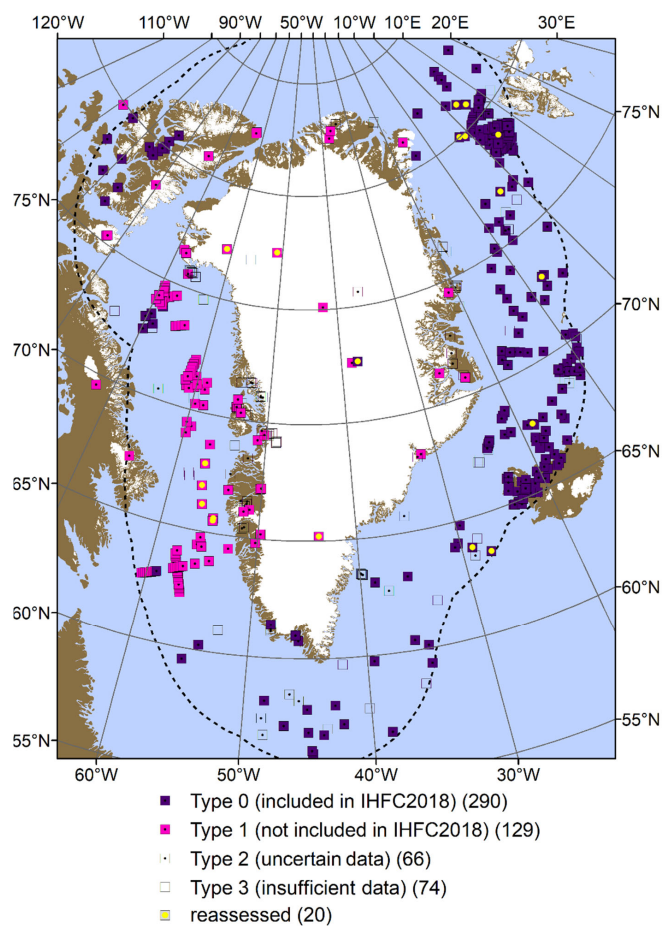 120°W 110°W 90°W 80°W 50°W 10°W 10°E 20°E 30°E
75°N
75°N
70°N
70°N
65°N
65°N
60°N
60°N
55°N
55°N
60°W 50°W 40°W 30°W
Type 0 (included in IHFC2018) (290)
Type 1 (not included in IHFC2018) (129)
Type 2 (uncertain data) (66)
Type 3 (insufficient data) (74)
reassessed (20)